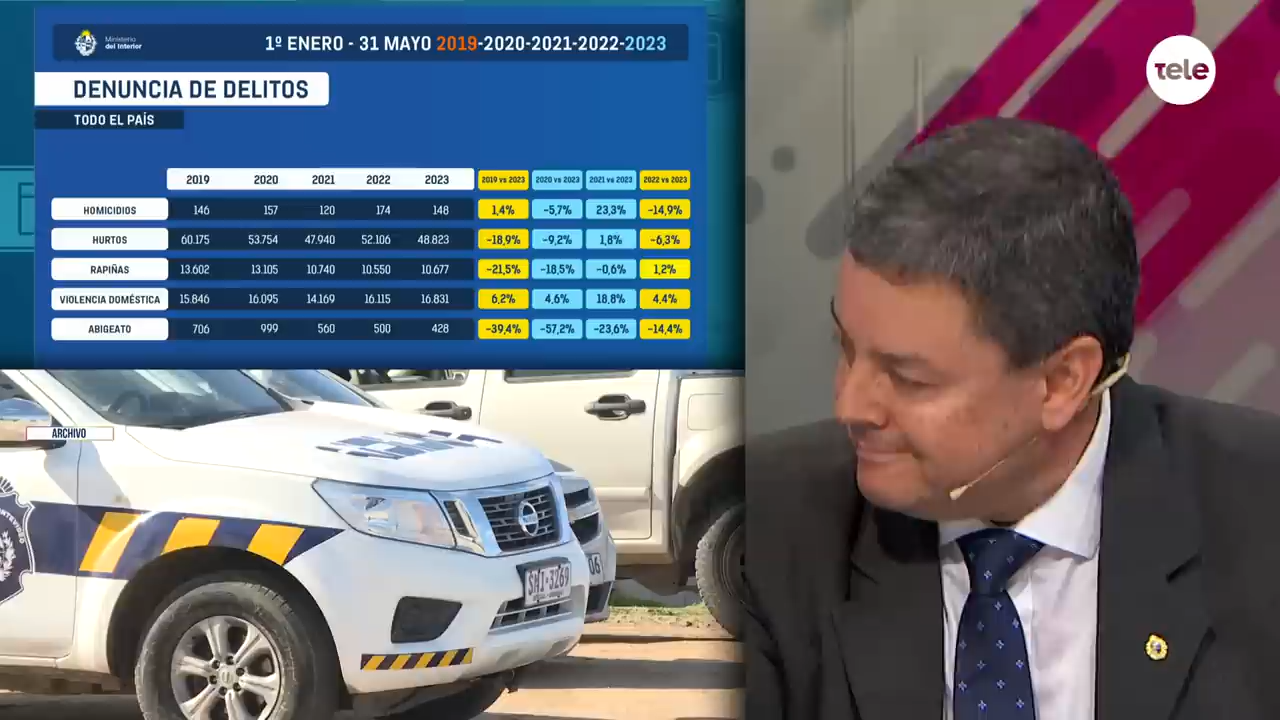 Ministerio
del Interior
1º ENERO - 31 MAYO 2019-2020-2021-2022-2023
DENUNCIA DE DELITOS
TODO EL PAÍS
2019 2020 2021 2022 2023 2019 vs 2023 2020 vs 2023 2021 vs 2023 2022 vs 2023
HOMICIDIOS 146 157 120 174 148 1,4% -5,7% 23,3% -14,9%
HURTOS 60.175 53.754 47.940 52.106 48.823 -18,9% -9,2% 1,8% -6,3%
RAPIÑAS 13.602 13.105 10.740 10.550 10.677 -21,5% -18,5% -0,6% 1,2%
VIOLENCIA DOMÉSTICA 15.846 16.095 14.169 16.115 16.831 6,2% 4,6% 18,8% 4,4%
ABIGEATO 706 999 560 500 428 -39,4% -57,2% -23,6% -14,4%
tele
ARCHIVO
SMI·3269
06